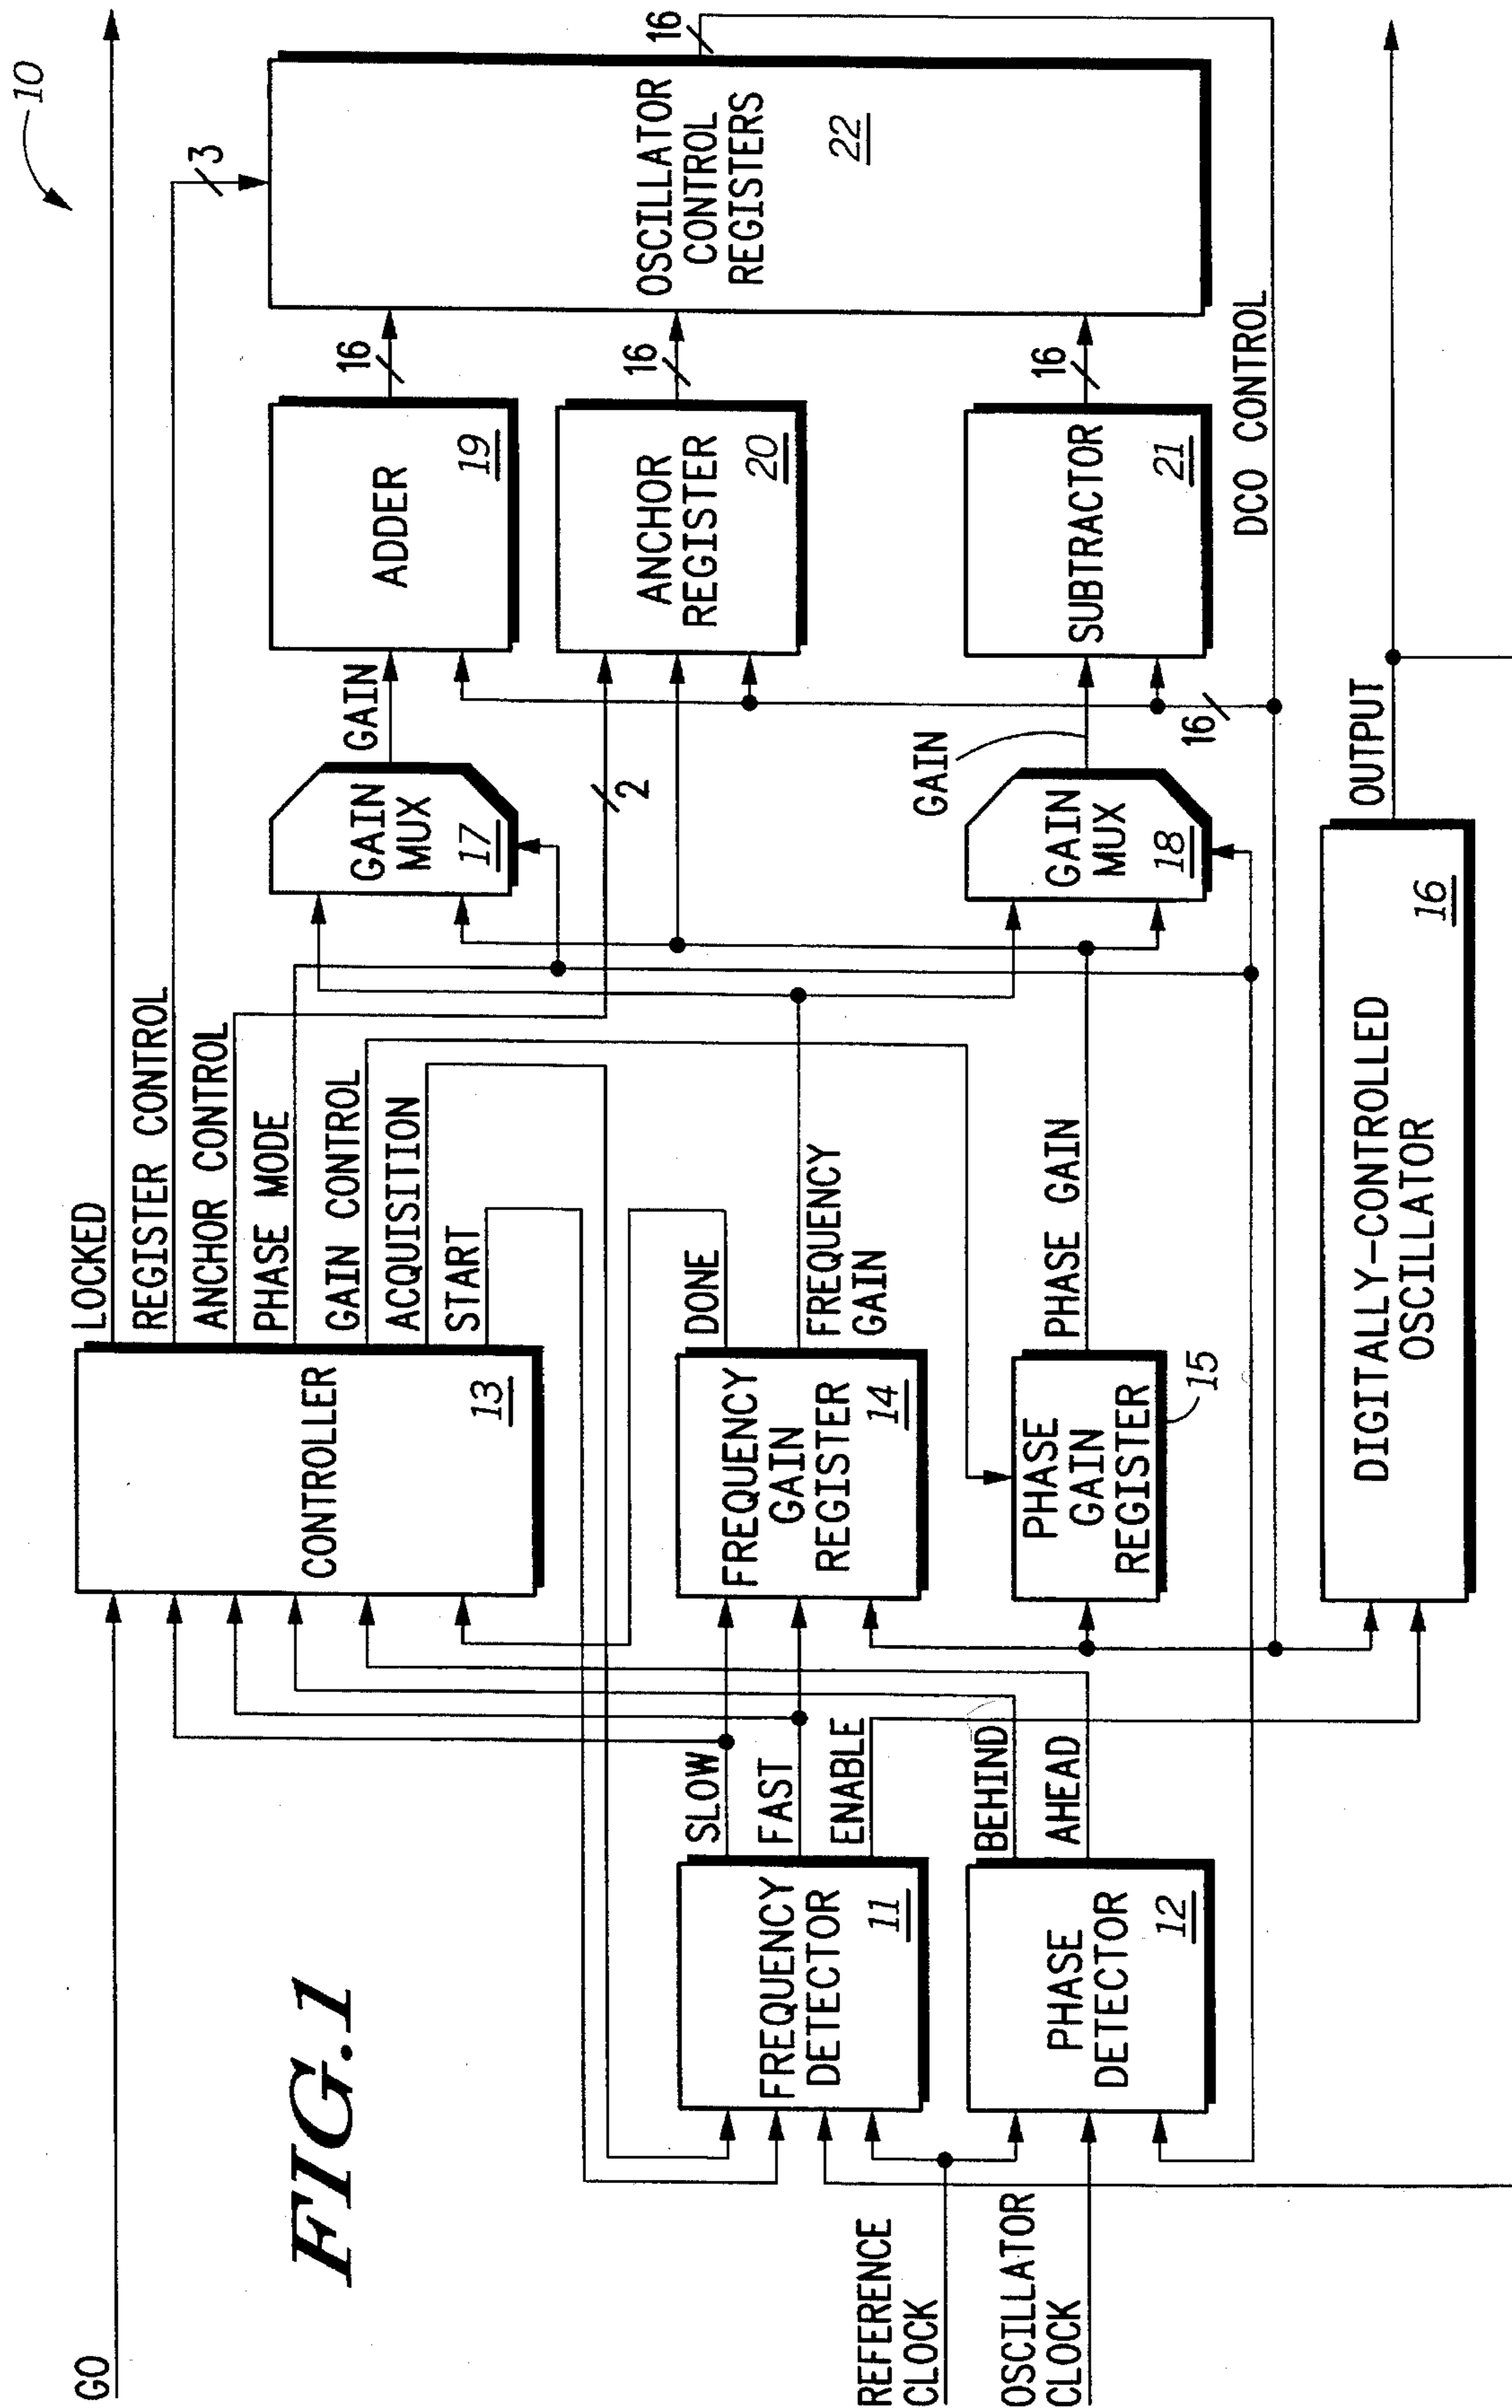 FIG.1
10
GO
LOCKED
REGISTER CONTROL
ANCHOR CONTROL
PHASE MODE
GAIN CONTROL
ACQUISITION
START
CONTROLLER
13
3
GAIN
MUX
17
GAIN
ADDER
19
16
2
ANCHOR
REGISTER
20
16
OSCILLATOR
CONTROL
REGISTERS
22
16
SLOW
FAST
ENABLE
FREQUENCY
DETECTOR
11
FREQUENCY
GAIN
REGISTER
14
DONE
FREQUENCY
GAIN
REFERENCE
CLOCK
OSCILLATOR
CLOCK
PHASE
DETECTOR
12
BEHIND
AHEAD
PHASE
GAIN
REGISTER
15
PHASE GAIN
GAIN
MUX
18
GAIN
16
SUBTRACTOR
21
16
DCO CONTROL
DIGITALLY-CONTROLLED
OSCILLATOR
16
OUTPUT